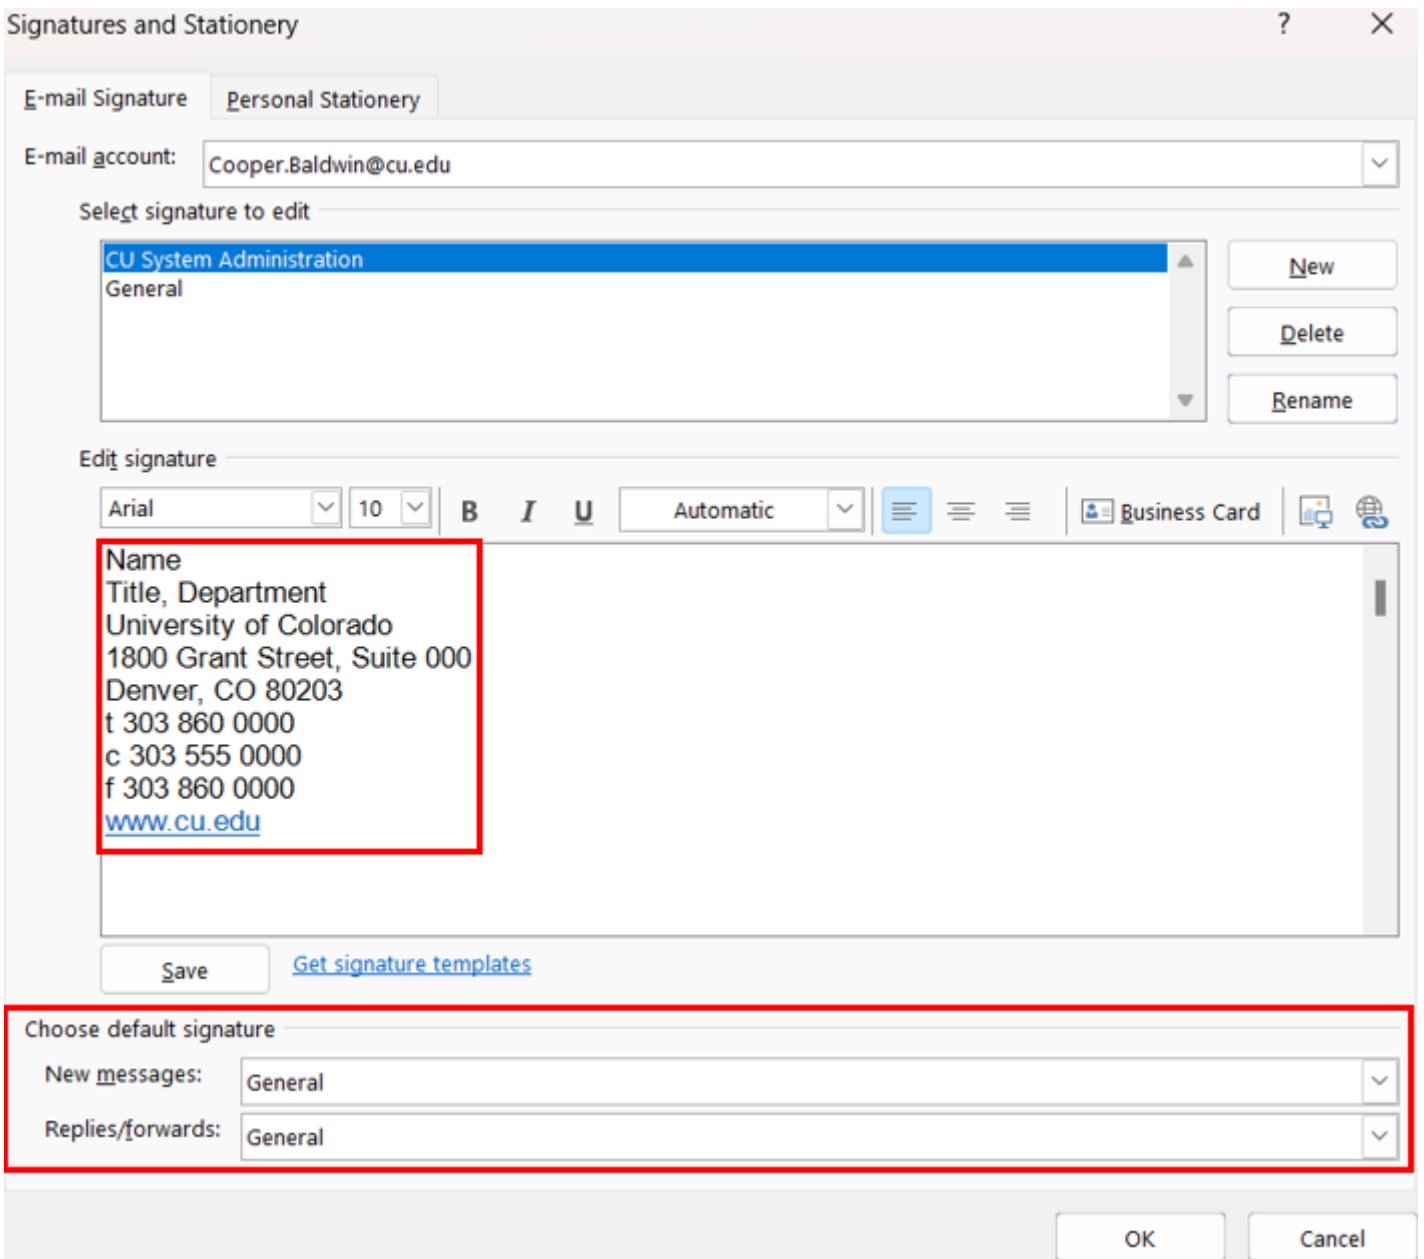 Signatures and Stationery ?
E-mail Signature Personal Stationery
E-mail account: Cooper.Baldwin@cu.edu
Select signature to edit
CU System Administration
General
New
Delete
Rename
Edit signature
Arial 10 B I U Automatic Business Card
Name
Title, Department
University of Colorado
1800 Grant Street, Suite 000
Denver, CO 80203
t 303 860 0000
c 303 555 0000
f 303 860 0000
www.cu.edu
Save Get signature templates
Choose default signature
New messages: General
Replies/forwards: General
OK Cancel